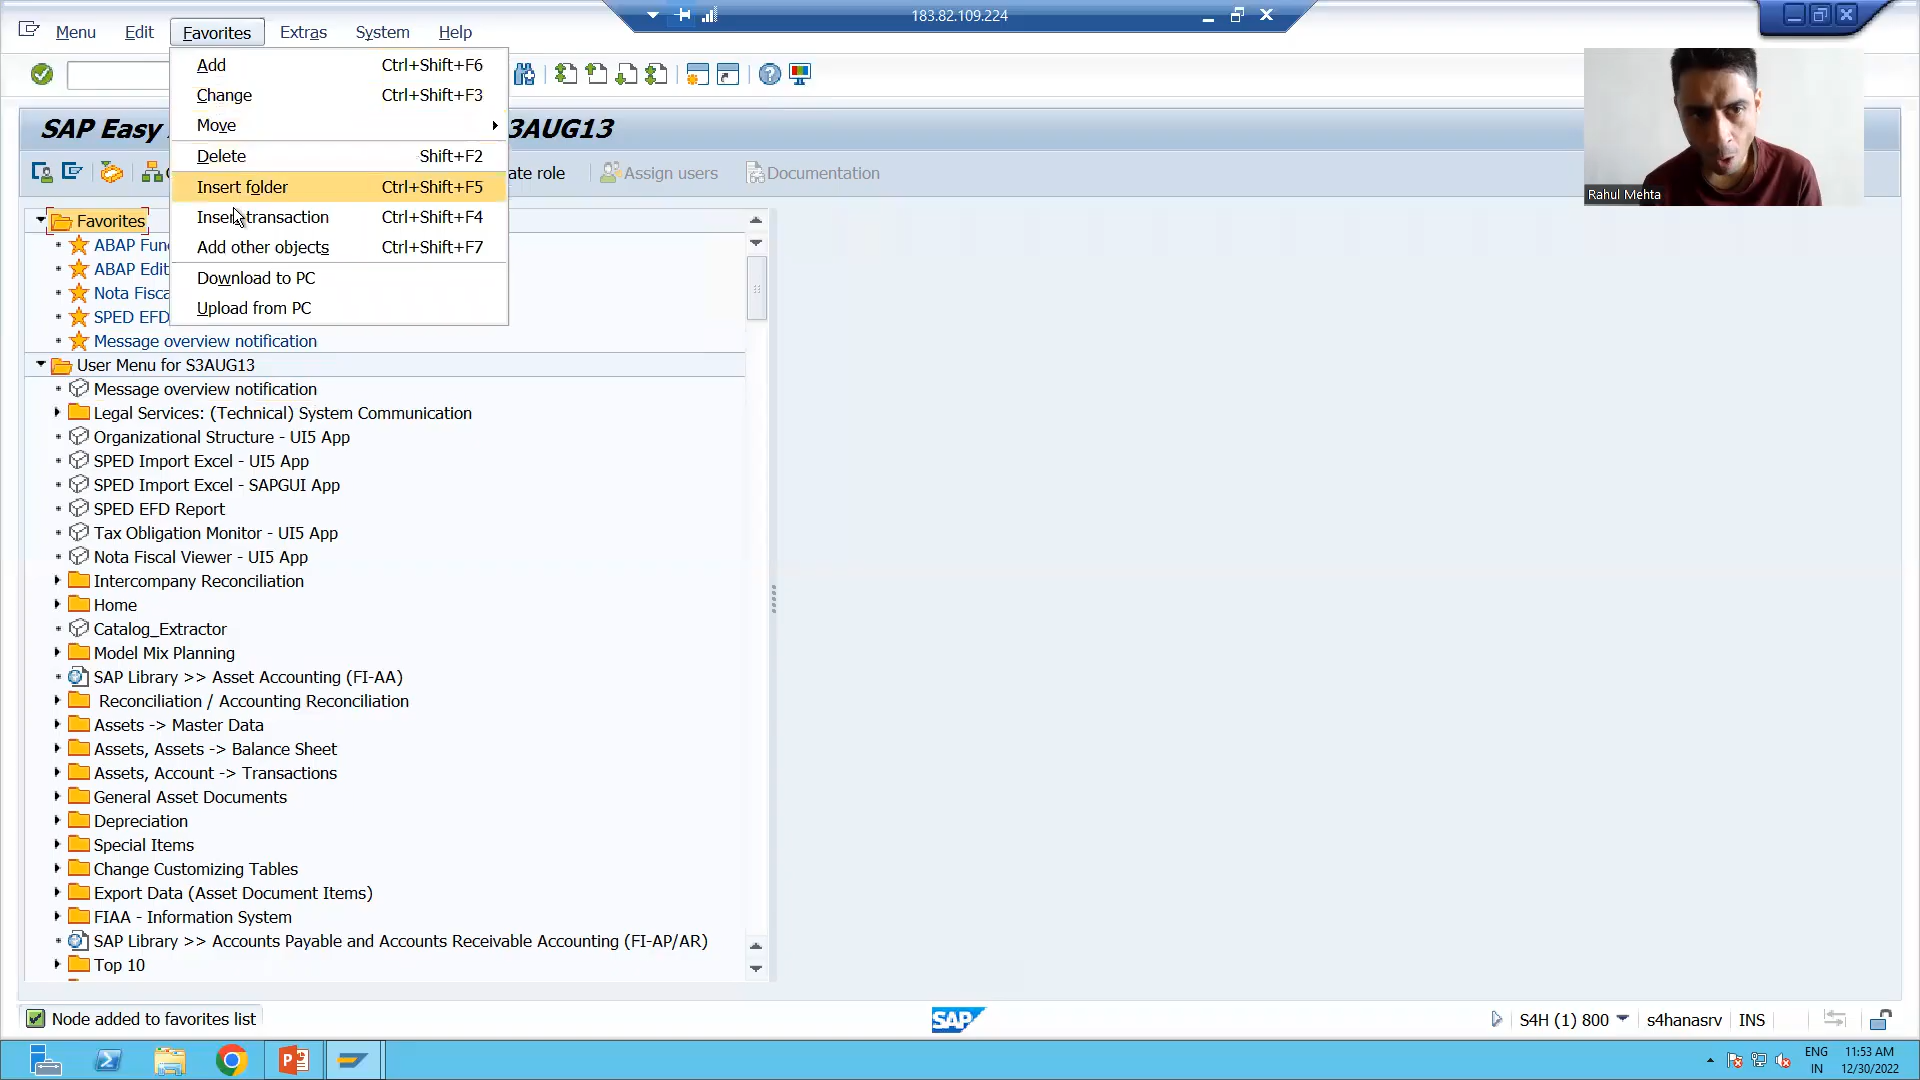 183.82.109.224
Menu Edit Favorites Extras System Help
Add Ctrl+Shift+F6
Change Ctrl+Shift+F3
Move
Delete Shift+F2
Insert folder Ctrl+Shift+F5
Insert transaction Ctrl+Shift+F4
Add other objects Ctrl+Shift+F7
Download to PC
Upload from PC
SAP Easy 3AUG13
ate role Assign users Documentation
Rahul Mehta
Favorites
ABAP Fun
ABAP Edit
Nota Fisca
SPED EFD
Message overview notification
User Menu for S3AUG13
Message overview notification
Legal Services: (Technical) System Communication
Organizational Structure - UI5 App
SPED Import Excel - UI5 App
SPED Import Excel - SAPGUI App
SPED EFD Report
Tax Obligation Monitor - UI5 App
Nota Fiscal Viewer - UI5 App
Intercompany Reconciliation
Home
Catalog_Extractor
Model Mix Planning
SAP Library >> Asset Accounting (FI-AA)
Reconciliation / Accounting Reconciliation
Assets -> Master Data
Assets, Assets -> Balance Sheet
Assets, Account -> Transactions
General Asset Documents
Depreciation
Special Items
Change Customizing Tables
Export Data (Asset Document Items)
FIAA - Information System
SAP Library >> Accounts Payable and Accounts Receivable Accounting (FI-AP/AR)
Top 10
Node added to favorites list
SAP
S4H (1) 800 s4hanasrv INS
ENG 11:53 AM
IN 12/30/2022